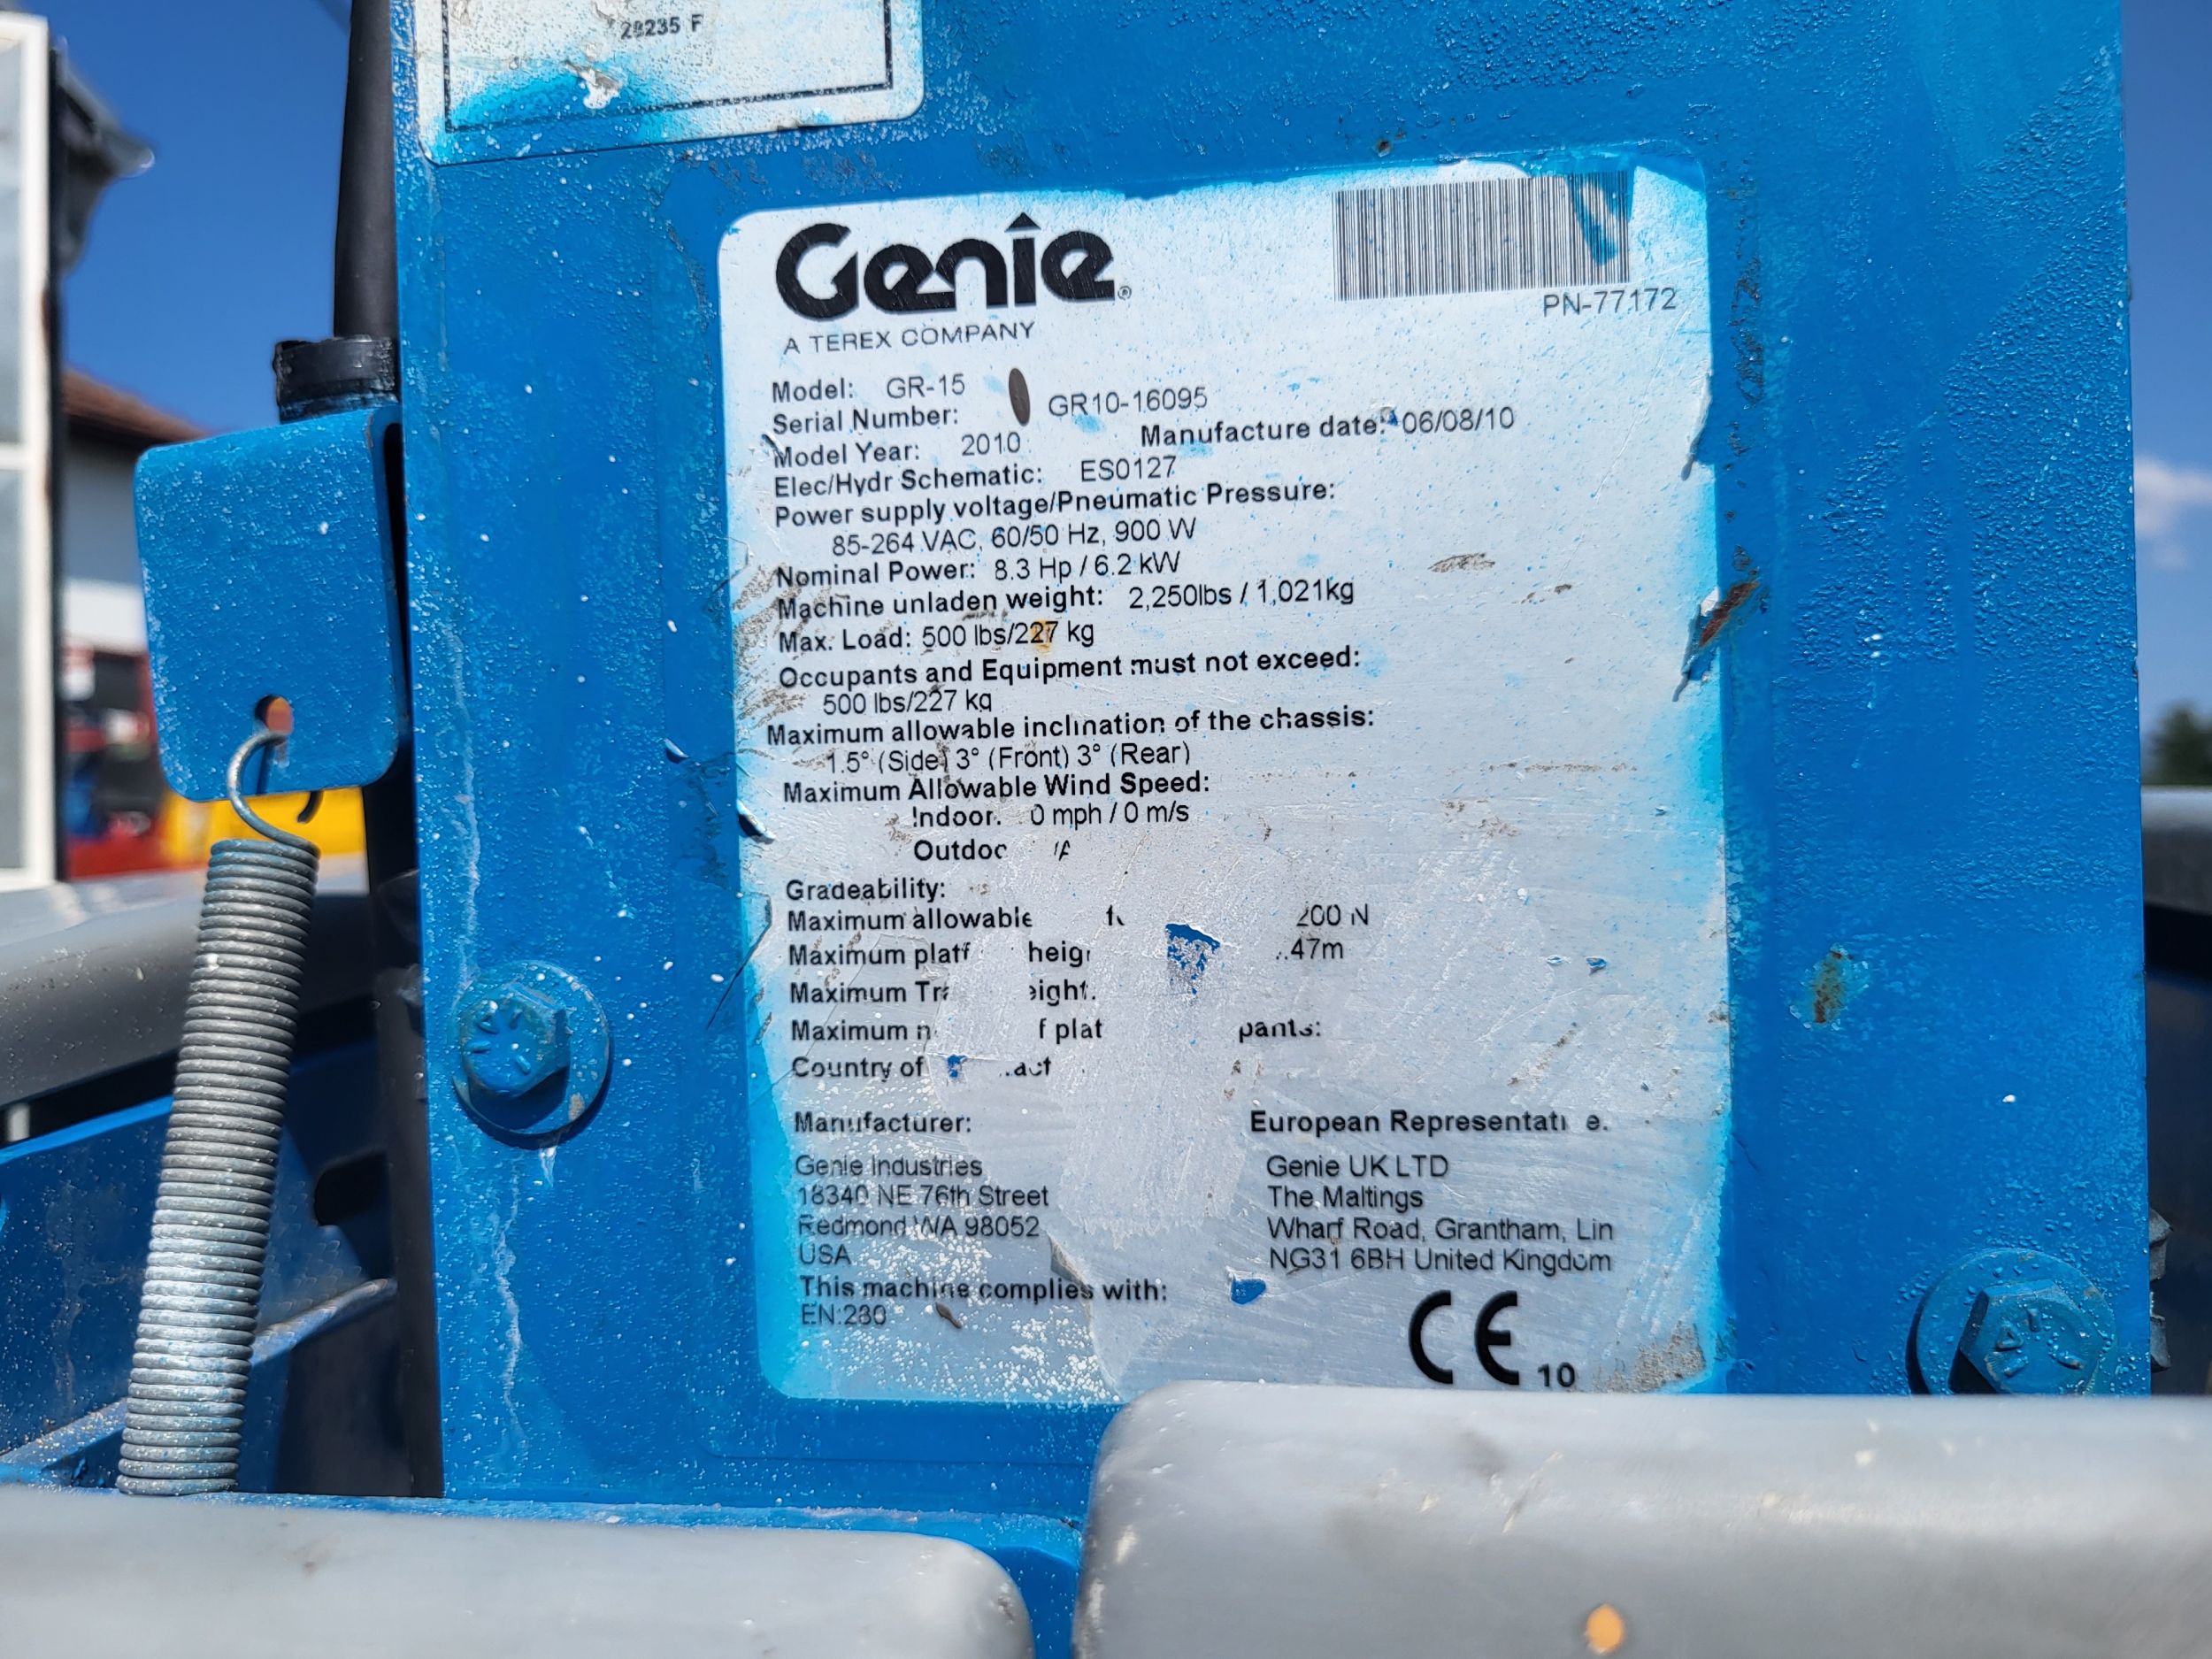 28235 F
Genie®
A TEREX COMPANY
PN-77172
Model: GR-15
Serial Number: GR10-16095
Model Year: 2010 Manufacture date: 06/08/10
Elec/Hydr Schematic: ES0127
Power supply voltage/Pneumatic Pressure:
85-264 VAC, 60/50 Hz, 900 W
Nominal Power: 8.3 Hp / 6.2 kW
Machine unladen weight: 2,250lbs / 1,021kg
Max. Load: 500 lbs/227 kg
Occupants and Equipment must not exceed:
500 lbs/227 kg
Maximum allowable inclination of the chassis:
1.5° (Side) 3° (Front) 3° (Rear)
Maximum Allowable Wind Speed:
Indoor: 0 mph / 0 m/s
Gradeability:
Maximum allowable 200 N
Maximum .47m
Maximum
Maximum
Country of
Manufacturer:
Genie Industries
18340 NE 76th Street
Redmond WA 98052
USA
European Representative:
Genie UK LTD
The Maltings
Wharf Road, Grantham, Lin
NG31 6BH United Kingdom
This machine complies with:
EN:280
CE 10